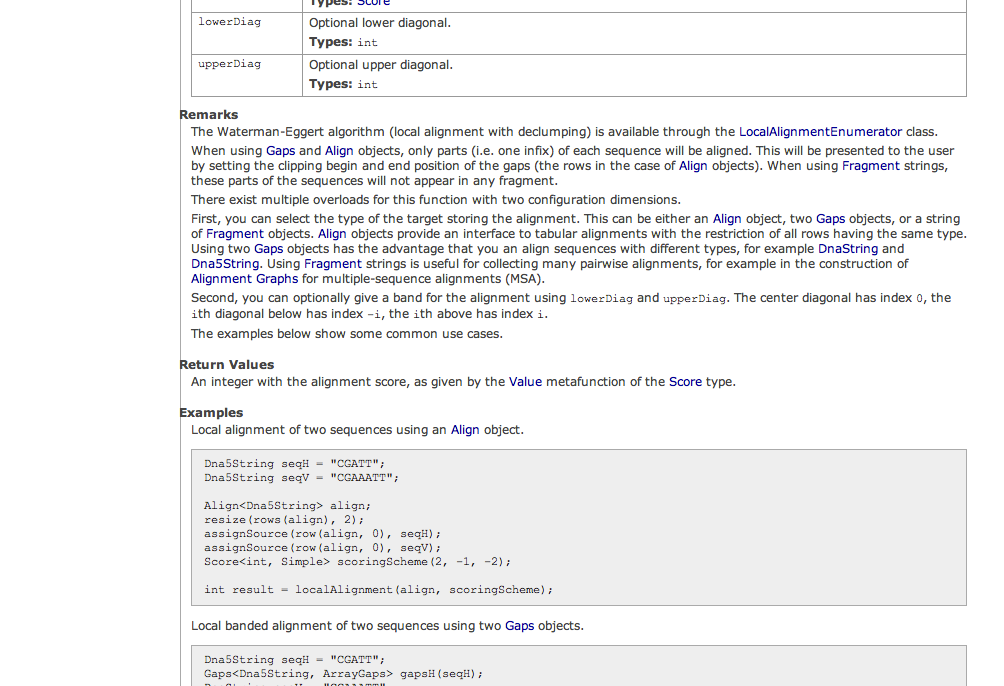 Types: Score
lowerDiag
Optional lower diagonal.
Types: int
upperDiag
Optional upper diagonal.
Types: int
Remarks
The Waterman-Eggert algorithm (local alignment with declumping) is available through the LocalAlignmentEnumerator class.
When using Gaps and Align objects, only parts (i.e. one infix) of each sequence will be aligned. This will be presented to the user
by setting the clipping begin and end position of the gaps (the rows in the case of Align objects). When using Fragment strings,
these parts of the sequences will not appear in any fragment.
There exist multiple overloads for this function with two configuration dimensions.
First, you can select the type of the target storing the alignment. This can be either an Align object, two Gaps objects, or a string
of Fragment objects. Align objects provide an interface to tabular alignments with the restriction of all rows having the same type.
Using two Gaps objects has the advantage that you an align sequences with different types, for example DnaString and
Dna5String. Using Fragment strings is useful for collecting many pairwise alignments, for example in the construction of
Alignment Graphs for multiple-sequence alignments (MSA).
Second, you can optionally give a band for the alignment using lowerDiag and upperDiag. The center diagonal has index 0, the
ith diagonal below has index -i, the ith above has index i.
The examples below show some common use cases.
Return Values
An integer with the alignment score, as given by the Value metafunction of the Score type.
Examples
Local alignment of two sequences using an Align object.
Dna5String seqH = "CGATT";
Dna5String seqV = "CGAAATT";
Align<Dna5String> align;
resize(rows(align), 2);
assignSource(row(align, 0), seqH);
assignSource(row(align, 0), seqV);
Score<int, Simple> scoringScheme(2, -1, -2);
int result = localAlignment(align, scoringScheme);
Local banded alignment of two sequences using two Gaps objects.
Dna5String seqH = "CGATT";
Gaps<Dna5String, ArrayGaps> gapsH(seqH);